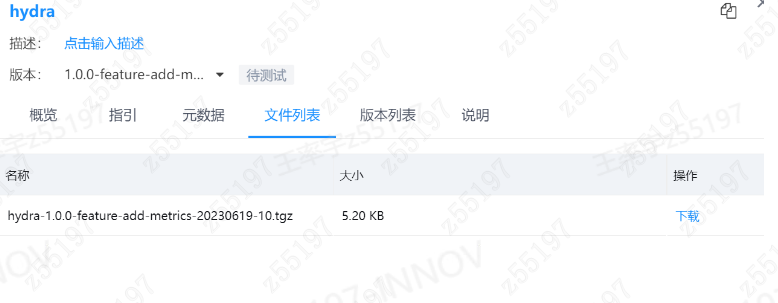 hydra
描述： 点击输入描述
版本： 1.0.0-feature-add-m... 待测试
概览 指引 元数据 文件列表 版本列表 说明
名称 大小 操作
hydra-1.0.0-feature-add-metrics-20230619-10.tgz 5.20 KB 下载
z55197
INNOV